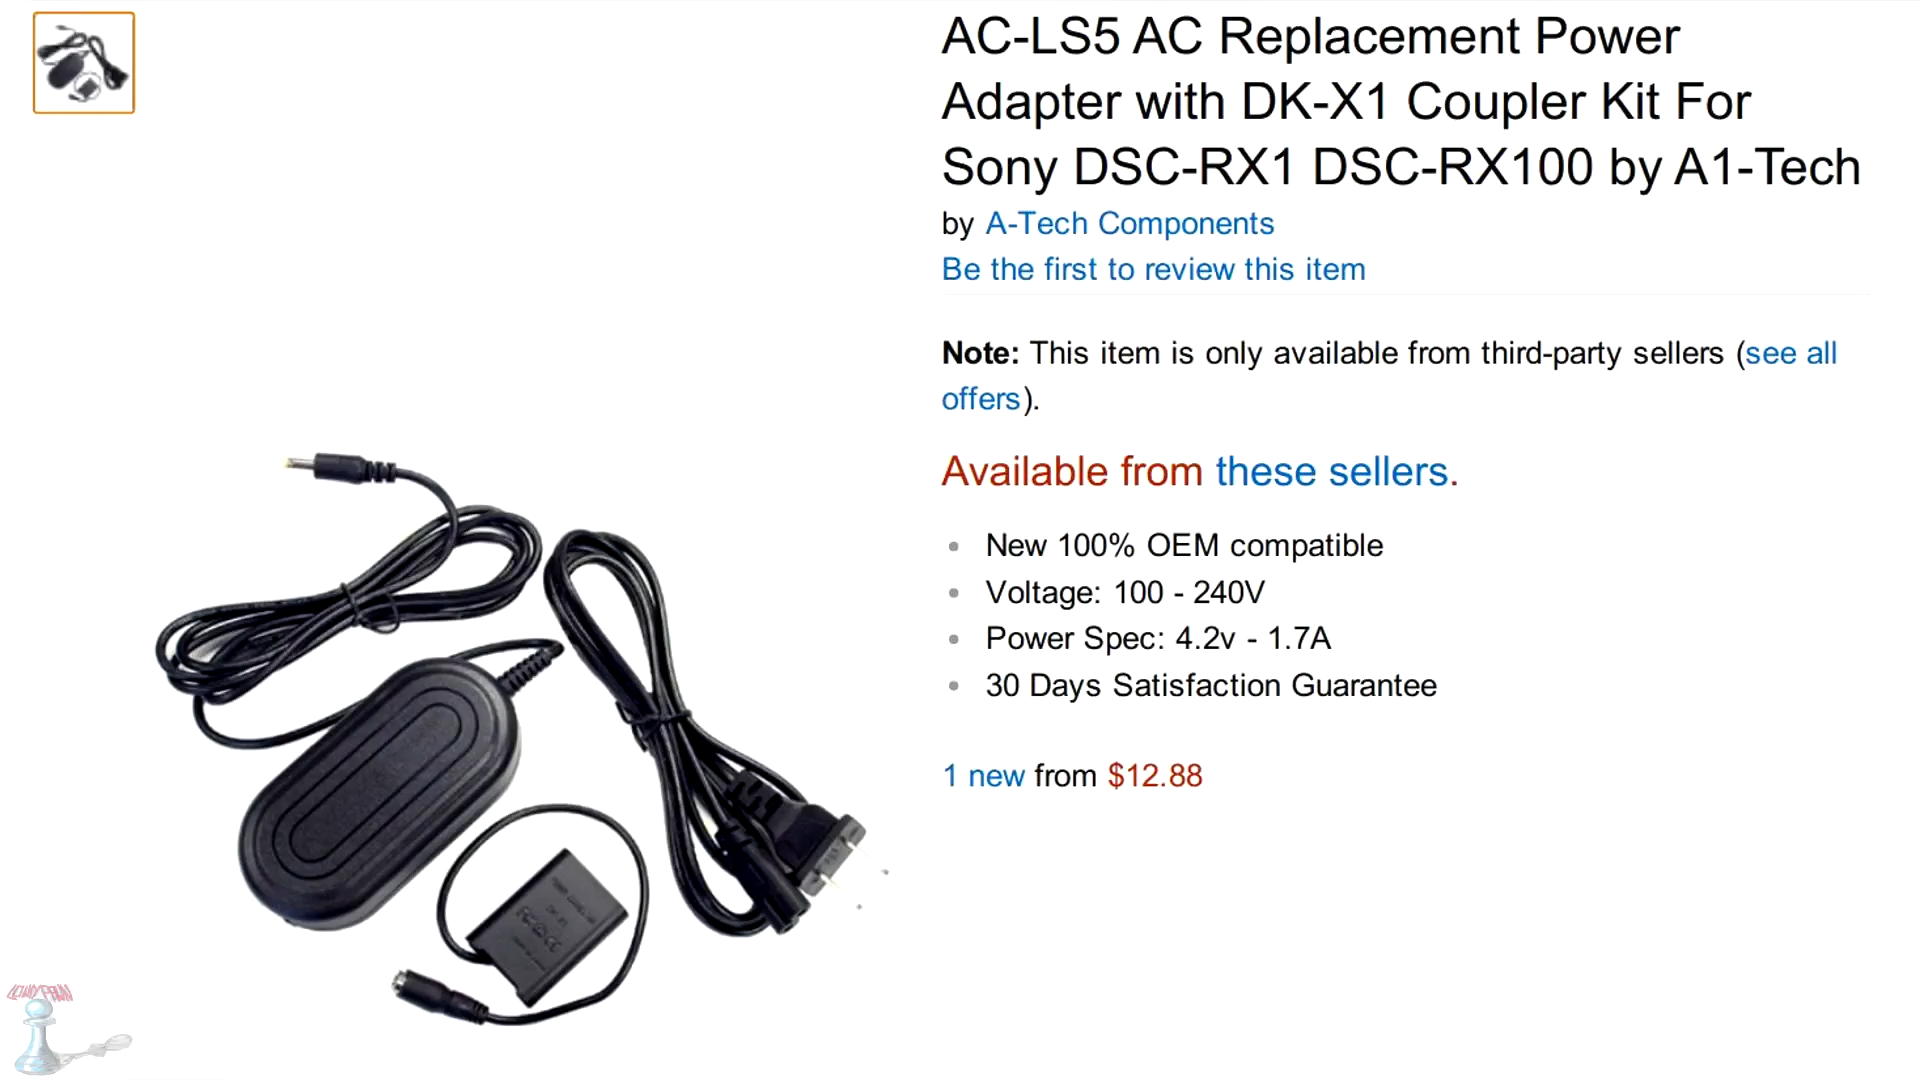 AC-LS5 AC Replacement Power
Adapter with DK-X1 Coupler Kit For
Sony DSC-RX1 DSC-RX100 by A1-Tech
by A-Tech Components
Be the first to review this item
Note: This item is only available from third-party sellers (see all
offers).
Available from these sellers.
New 100% OEM compatible
Voltage: 100 - 240V
Power Spec: 4.2v - 1.7A
30 Days Satisfaction Guarantee
1 new from $12.88